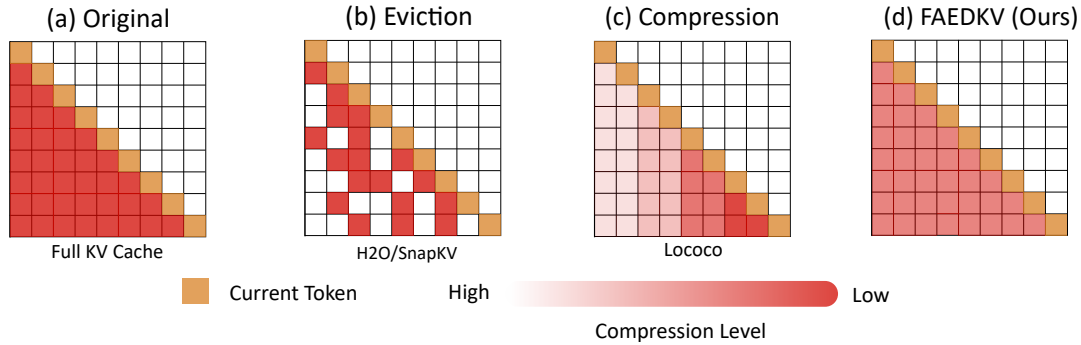 (a) Original
(b) Eviction
(c) Compression
(d) FAEDKV (Ours)
Full KV Cache
H2O/SnapKV
Lococo
Current Token
High
Low
Compression Level